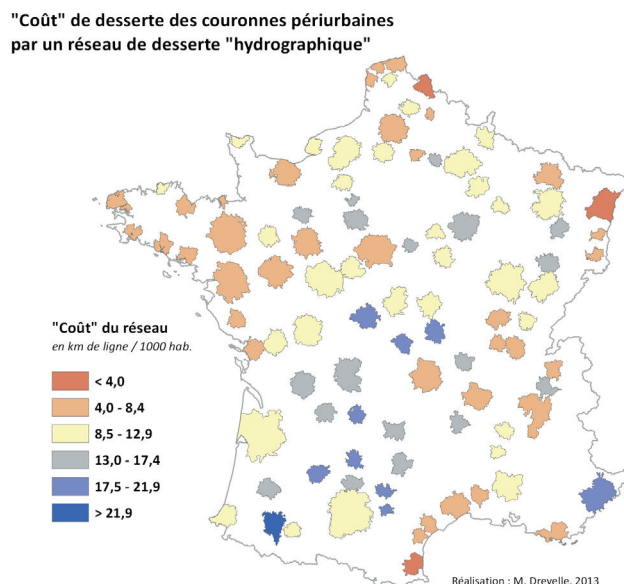 "Coût" de desserte des couronnes périurbaines
par un réseau de desserte "hydrographique"
"Coût" du réseau
en km de ligne / 1000 hab.
< 4,0
4,0 - 8,4
8,5 - 12,9
13,0 - 17,4
17,5 - 21,9
> 21,9
Réalisation : M. Drevelle, 2013